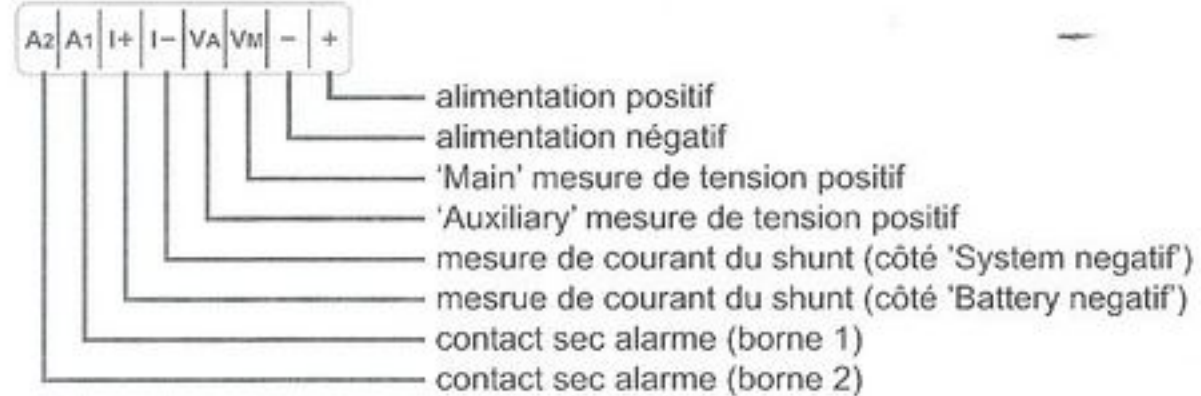 A2 A1 I+ I− VA VM − +
alimentation positif
alimentation négatif
'Main' mesure de tension positif
'Auxiliary' mesure de tension positif
mesure de courant du shunt (côté 'System negatif')
mesrue de courant du shunt (côté 'Battery negatif')
contact sec alarme (borne 1)
contact sec alarme (borne 2)